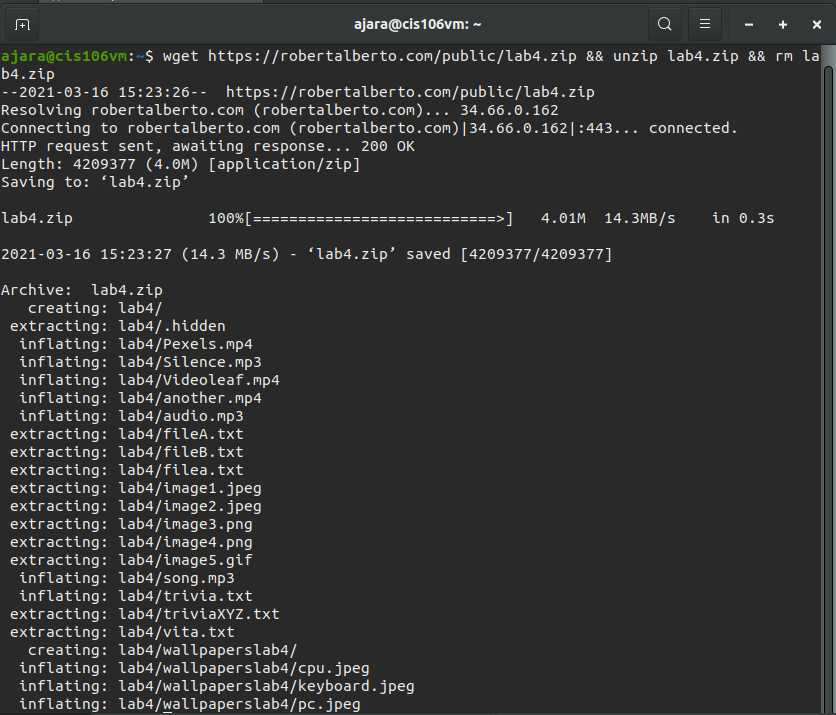 ajara@cis106vm: ~
ajara@cis106vm:~$ wget https://robertalberto.com/public/lab4.zip && unzip lab4.zip && rm la
b4.zip
--2021-03-16 15:23:26--  https://robertalberto.com/public/lab4.zip
Resolving robertalberto.com (robertalberto.com)... 34.66.0.162
Connecting to robertalberto.com (robertalberto.com)|34.66.0.162|:443... connected.
HTTP request sent, awaiting response... 200 OK
Length: 4209377 (4.0M) [application/zip]
Saving to: ‘lab4.zip’
lab4.zip               100%[===========================>]   4.01M  14.3MB/s    in 0.3s
2021-03-16 15:23:27 (14.3 MB/s) - ‘lab4.zip’ saved [4209377/4209377]
Archive:  lab4.zip
   creating: lab4/
 extracting: lab4/.hidden
  inflating: lab4/Pexels.mp4
  inflating: lab4/Silence.mp3
  inflating: lab4/Videoleaf.mp4
  inflating: lab4/another.mp4
  inflating: lab4/audio.mp3
 extracting: lab4/fileA.txt
 extracting: lab4/fileB.txt
 extracting: lab4/filea.txt
 extracting: lab4/image1.jpeg
 extracting: lab4/image2.jpeg
 extracting: lab4/image3.png
 extracting: lab4/image4.png
 extracting: lab4/image5.gif
  inflating: lab4/song.mp3
  inflating: lab4/trivia.txt
 extracting: lab4/triviaXYZ.txt
 extracting: lab4/vita.txt
   creating: lab4/wallpaperslab4/
  inflating: lab4/wallpaperslab4/cpu.jpeg
  inflating: lab4/wallpaperslab4/keyboard.jpeg
  inflating: lab4/wallpaperslab4/pc.jpeg